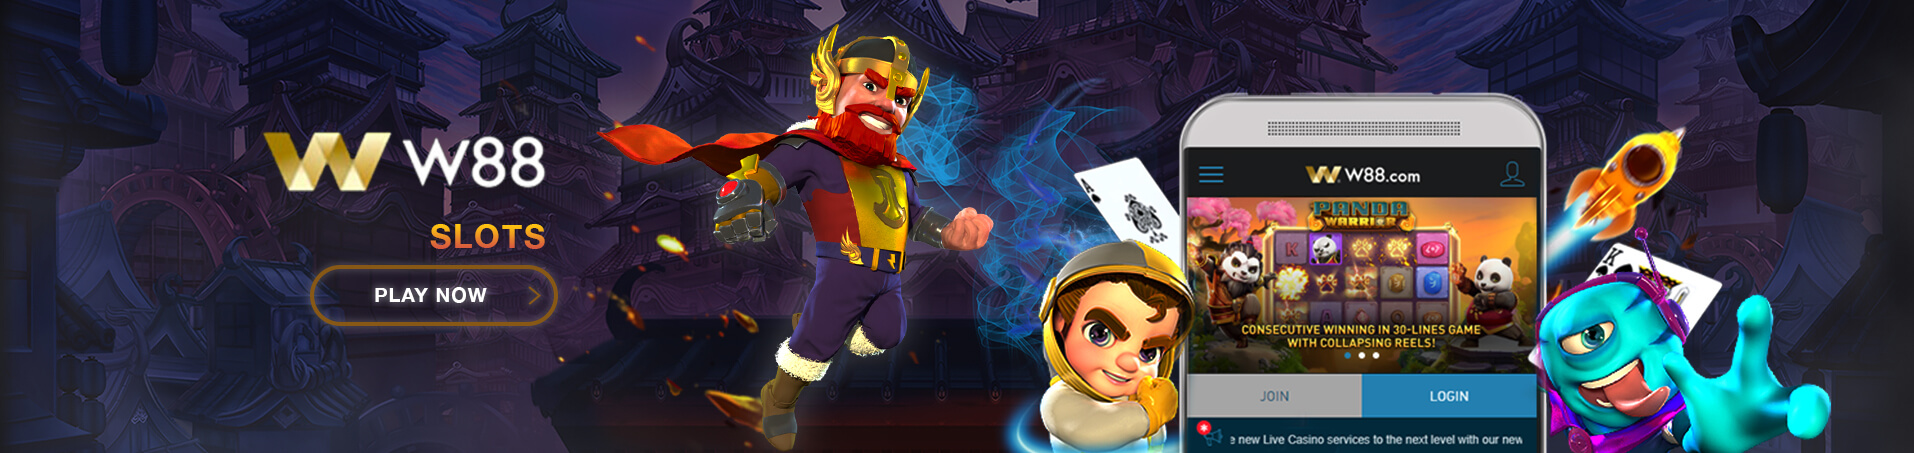 W88
SLOTS
PLAY NOW
W88.com
PANDA
WARRIOR
CONSECUTIVE WINNING IN 30-LINES GAME
WITH COLLAPSING REELS!
JOIN
LOGIN
e new Live Casino services to the next level with our new
A
K